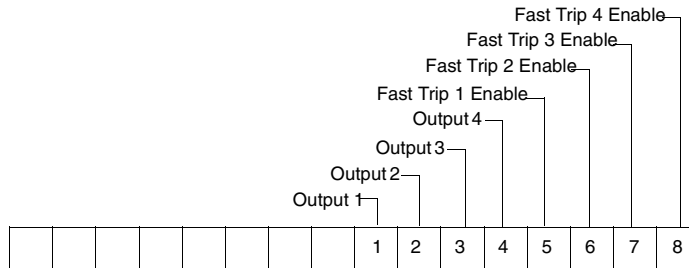 Fast Trip 4 Enable
Fast Trip 3 Enable
Fast Trip 2 Enable
Fast Trip 1 Enable
Output 4
Output 3
Output 2
Output 1
1 2 3 4 5 6 7 8